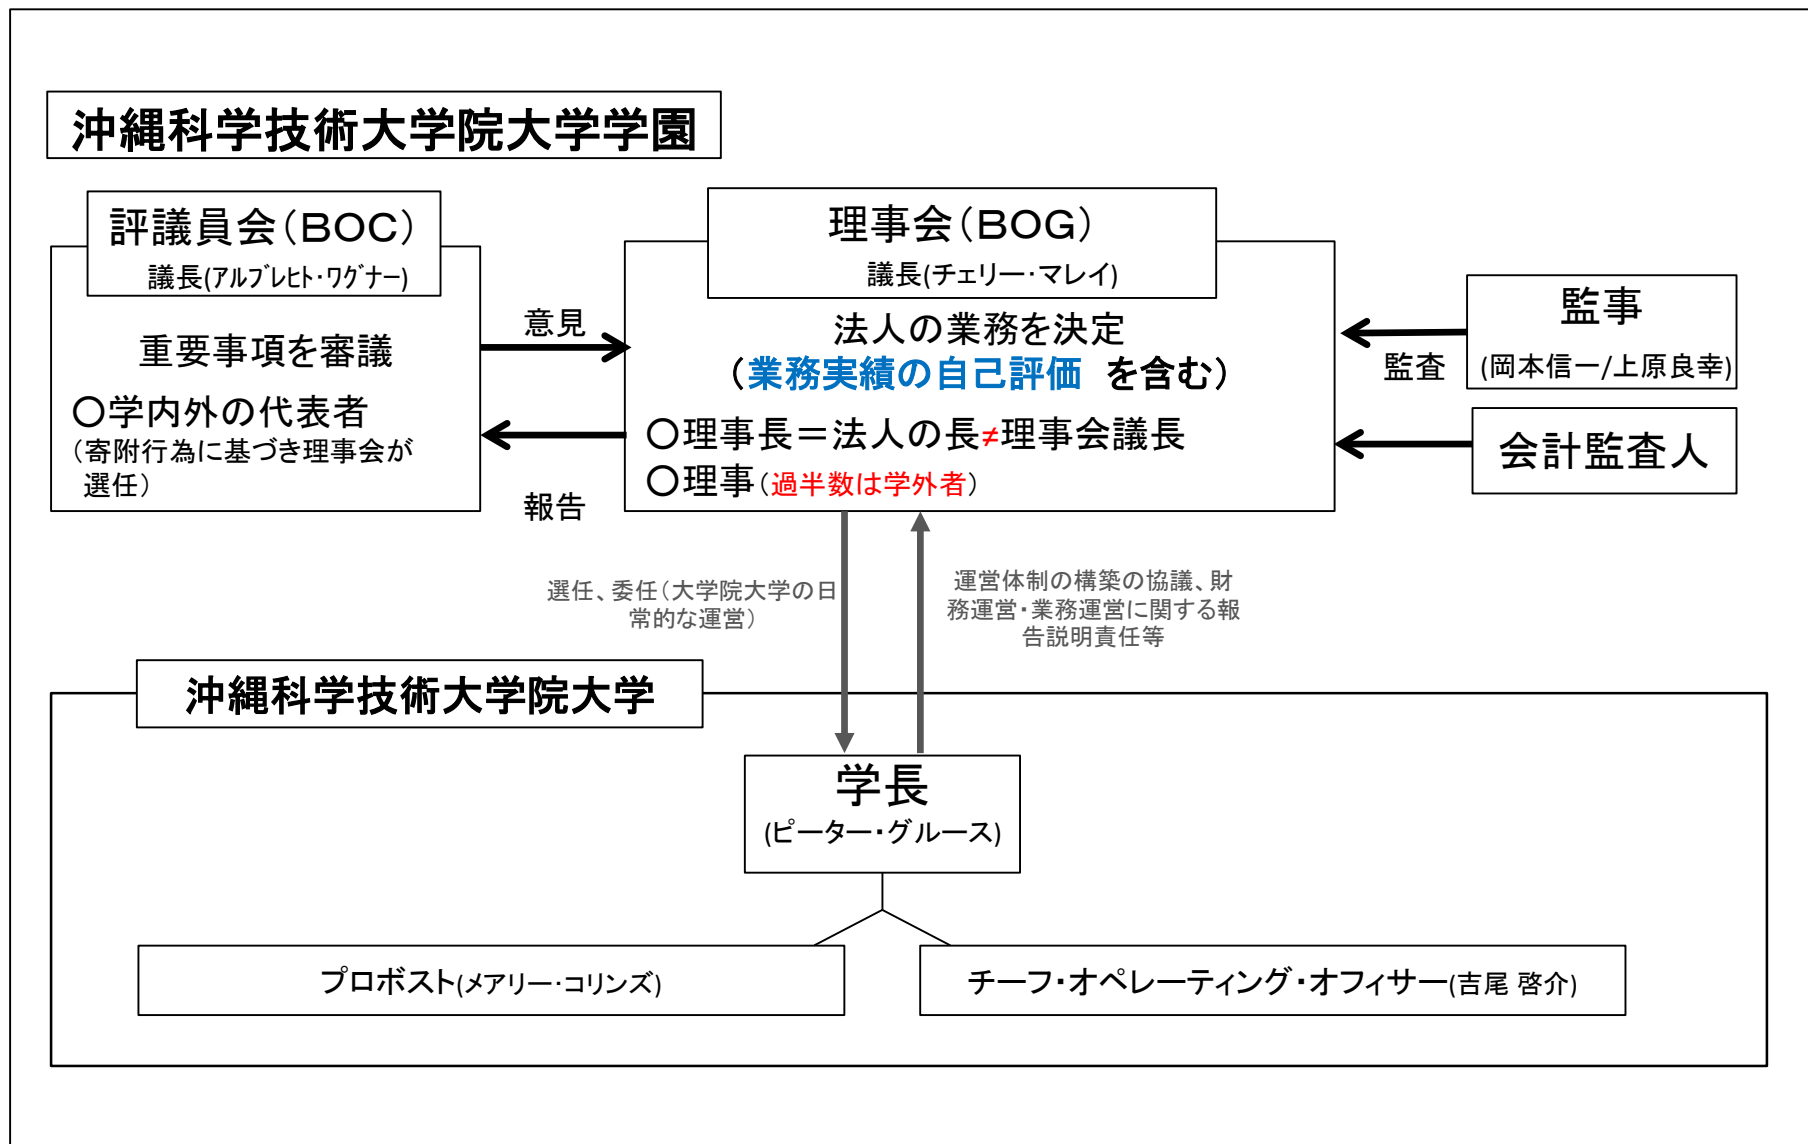 沖縄科学技術大学院大学学園
評議員会(BOC)
議長(アルブレヒト・ワグナー)
重要事項を審議
〇学内外の代表者
(寄附行為に基づき理事会が
選任)
意見
報告
理事会(BOG)
議長(チェリー・マレイ)
法人の業務を決定
(業務実績の自己評価 を含む)
〇理事長＝法人の長≠理事会議長
〇理事(過半数は学外者)
監査
監事
(岡本信一/上原良幸)
会計監査人
選任、委任(大学院大学の日
常的な運営)
運営体制の構築の協議、財
務運営・業務運営に関する報
告説明責任等
沖縄科学技術大学院大学
学長
(ピーター・グルース)
プロボスト(メアリー・コリンズ)
チーフ・オペレーティング・オフィサー(吉尾 啓介)